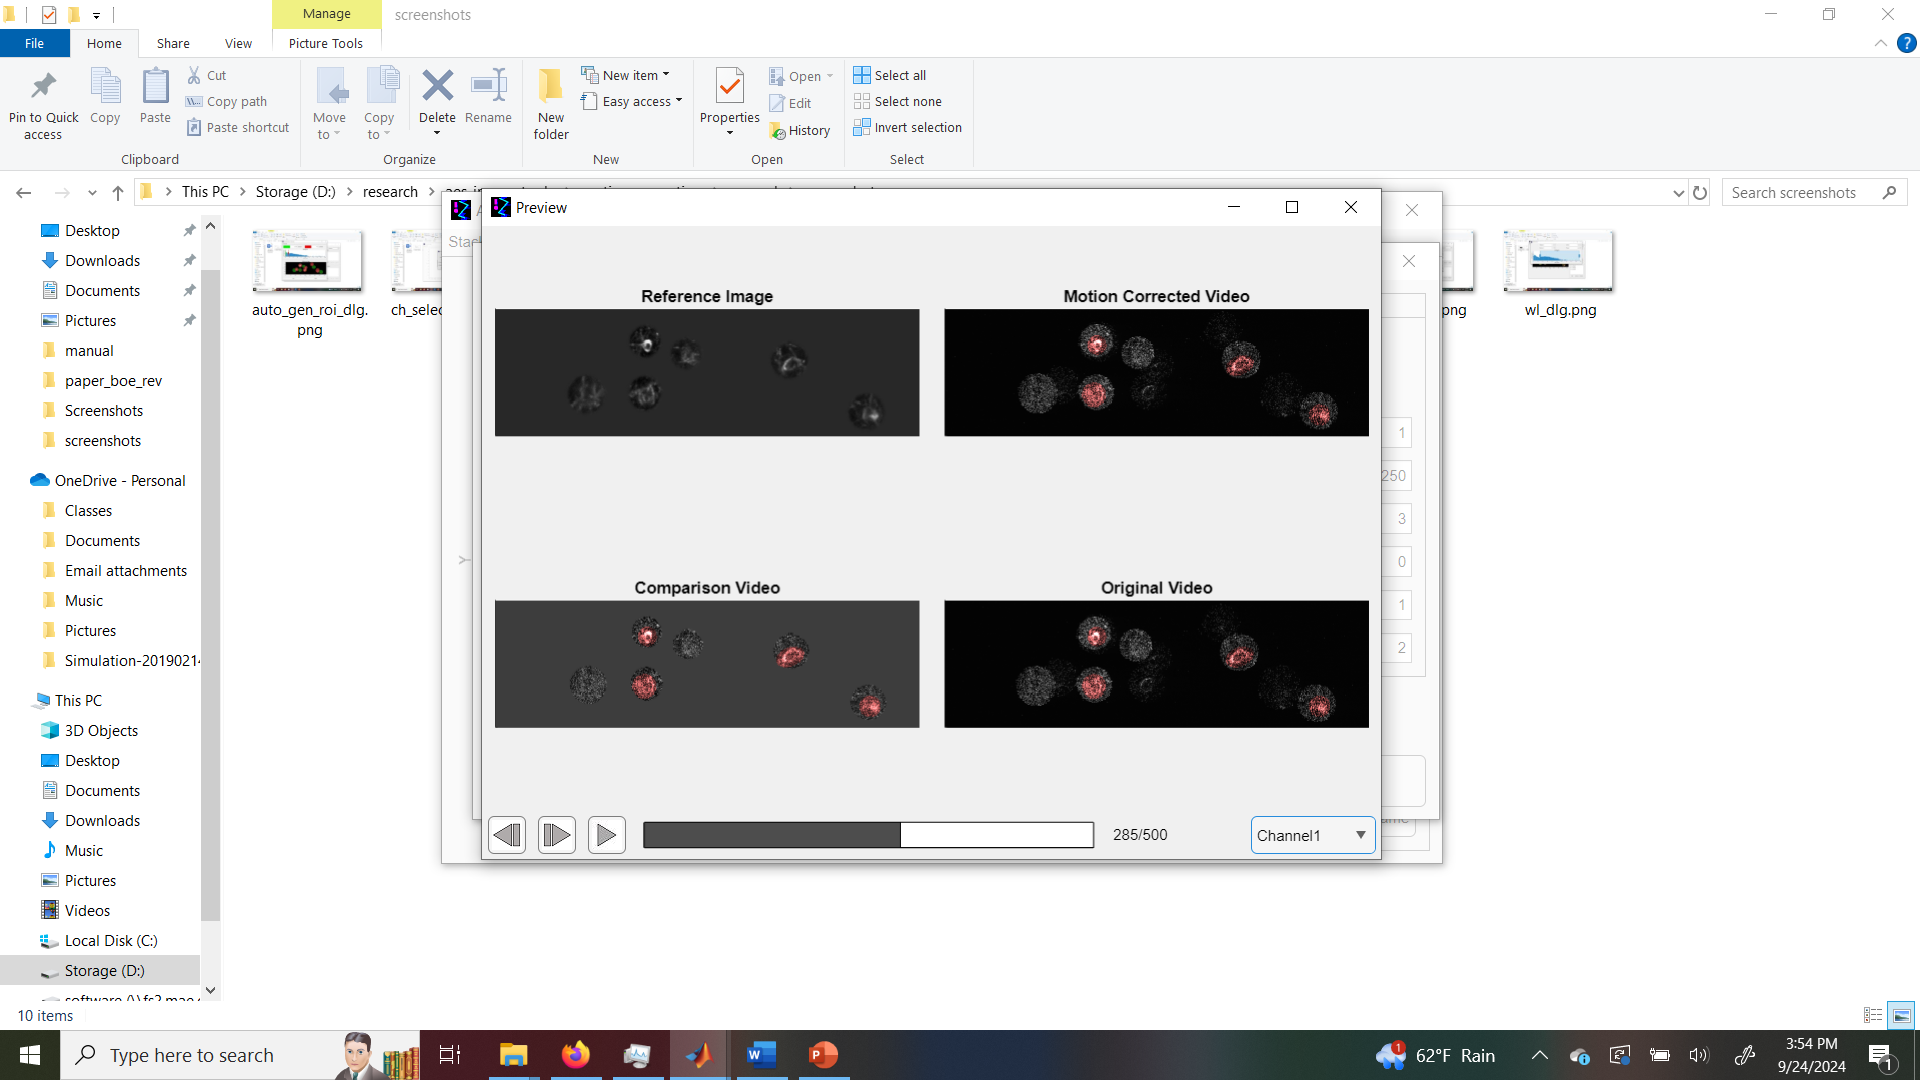 Manage
screenshots
File
Home
Share
View
Picture Tools
Pin to Quick access
Copy
Paste
Cut
Copy path
Paste shortcut
Clipboard
Move to
Copy to
Delete
Rename
Organize
New folder
New item
Easy access
New
Properties
Open
Edit
History
Open
Select all
Select none
Invert selection
Select
This PC
Storage (D:)
research
Search screenshots
Desktop
Downloads
Documents
Pictures
manual
paper_boe_rev
Screenshots
screenshots
OneDrive - Personal
Classes
Documents
Email attachments
Music
Pictures
Simulation-2019021
This PC
3D Objects
Desktop
Documents
Downloads
Music
Pictures
Videos
Local Disk (C:)
Storage (D:)
10 items
auto_gen_roi_dlg.
png
ch_selec
png
wl_dlg.png
Preview
Reference Image
Motion Corrected Video
Comparison Video
Original Video
285/500
Channel1
1
250
3
0
1
2
Type here to search
62°F Rain
3:54 PM
9/24/2024
1
1